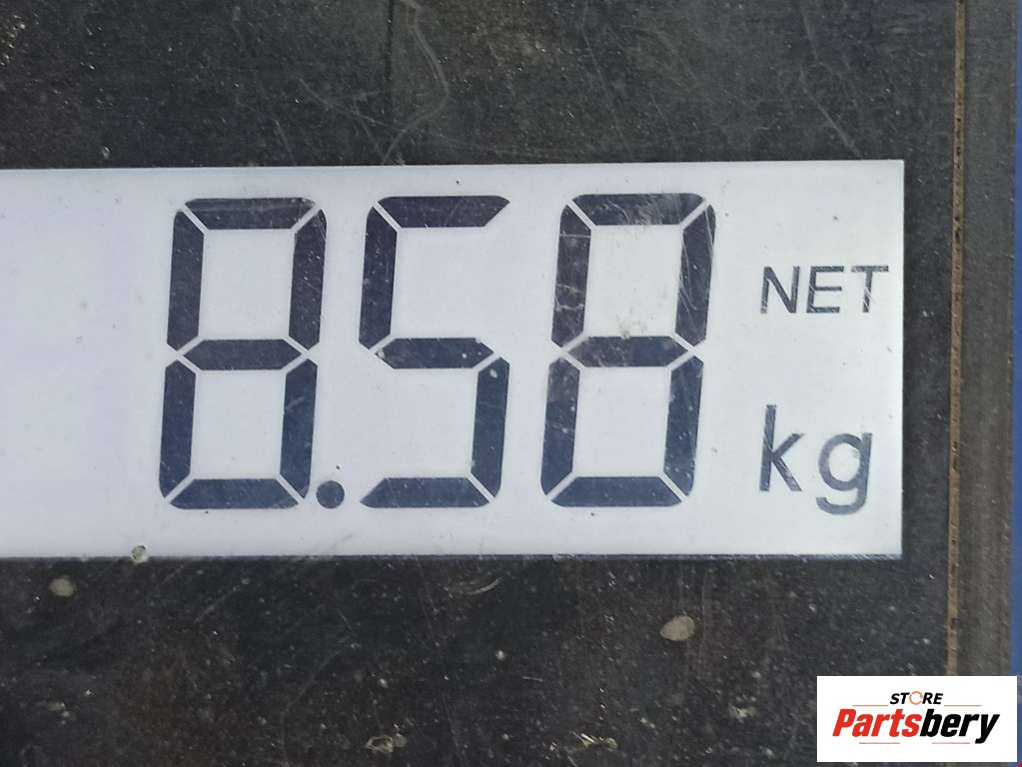 8.58
NET
kg
STORE
Partsbery